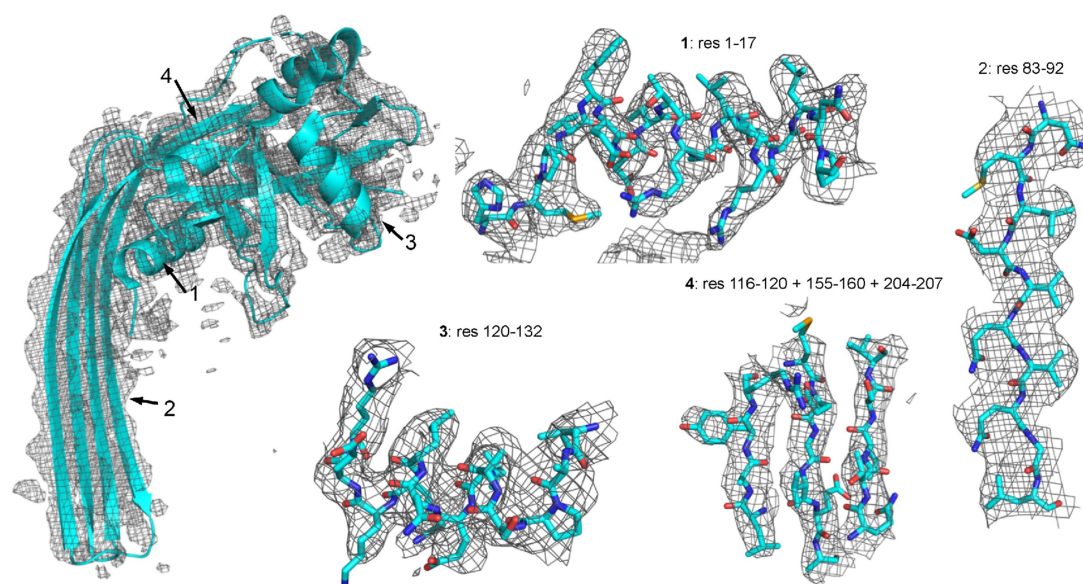 4
1
2
3
1: res 1-17
2: res 83-92
3: res 120-132
4: res 116-120 + 155-160 + 204-207